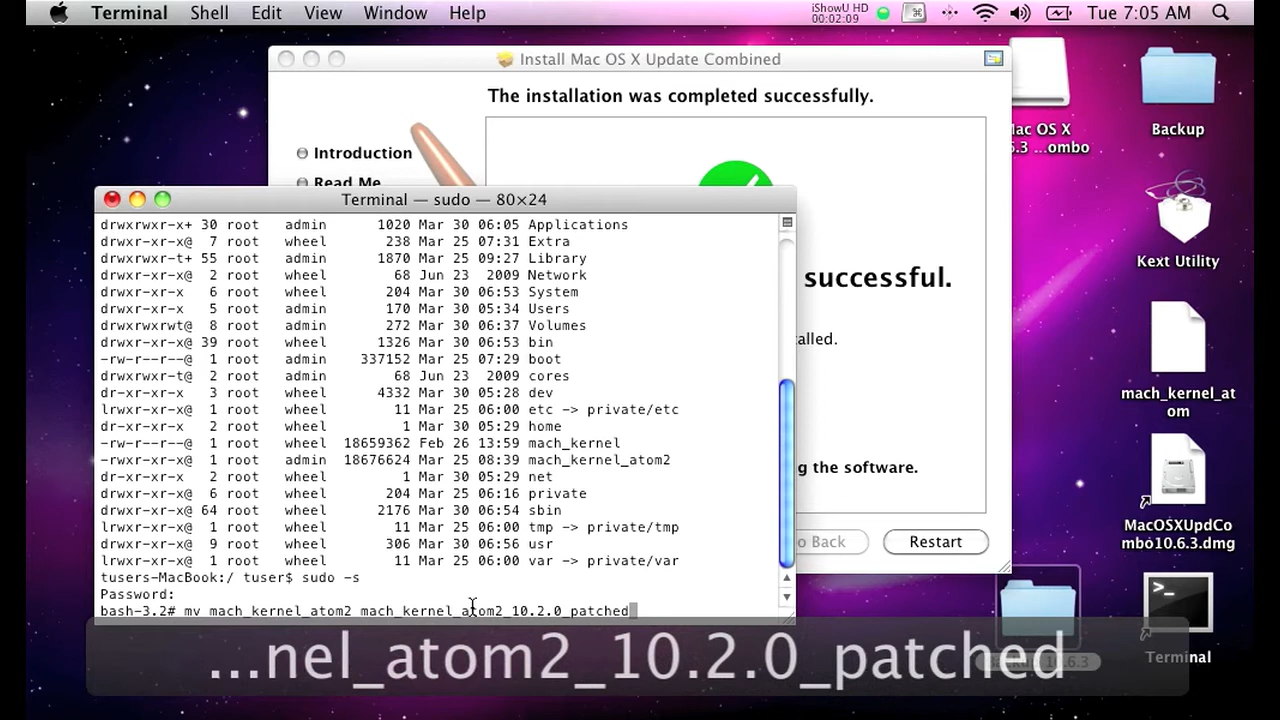 Terminal Shell Edit View Window Help
iShowU HD
00:02:09
Tue 7:05 AM
Install Mac OS X Update Combined
The installation was completed successfully.
Introduction
Read Me
successful.
alled.
g the software.
o Back
Restart
Terminal — sudo — 80×24
drwxrwxr-x+ 30 root admin 1020 Mar 30 06:05 Applications
drwxr-xr-x@ 7 root wheel 238 Mar 25 07:31 Extra
drwxrwxr-t+ 55 root admin 1870 Mar 25 09:27 Library
drwxr-xr-x@ 2 root wheel 68 Jun 23 2009 Network
drwxr-xr-x 6 root wheel 204 Mar 30 06:53 System
drwxr-xr-x 5 root admin 170 Mar 30 05:34 Users
drwxrwxrwt@ 8 root admin 272 Mar 30 06:37 Volumes
drwxr-xr-x@ 39 root wheel 1326 Mar 30 06:53 bin
-rw-r--r--@ 1 root admin 337152 Mar 25 07:29 boot
drwxrwxr-t@ 2 root admin 68 Jun 23 2009 cores
dr-xr-xr-x 3 root wheel 4332 Mar 30 05:28 dev
lrwxr-xr-x@ 1 root wheel 11 Mar 25 06:00 etc -> private/etc
dr-xr-xr-x 2 root wheel 1 Mar 30 05:29 home
-rw-r--r--@ 1 root wheel 18659362 Feb 26 13:59 mach_kernel
-rwxr-xr-x@ 1 root admin 18676624 Mar 25 08:39 mach_kernel_atom2
dr-xr-xr-x 2 root wheel 1 Mar 30 05:29 net
drwxr-xr-x@ 6 root wheel 204 Mar 25 06:16 private
drwxr-xr-x@ 64 root wheel 2176 Mar 30 06:54 sbin
lrwxr-xr-x@ 1 root wheel 11 Mar 25 06:00 tmp -> private/tmp
drwxr-xr-x@ 9 root wheel 306 Mar 30 06:56 usr
lrwxr-xr-x@ 1 root wheel 11 Mar 25 06:00 var -> private/var
tusers-MacBook:/ tuser$ sudo -s
Password:
bash-3.2# mv mach_kernel_atom2 mach_kernel_atom2_10.2.0_patched
...nel_atom2_10.2.0_patched
Mac OS X
6.3 ...ombo
Backup
Kext Utility
mach_kernel_at
om
MacOSXUpdCo
mbo10.6.3.dmg
Terminal
10.6.3